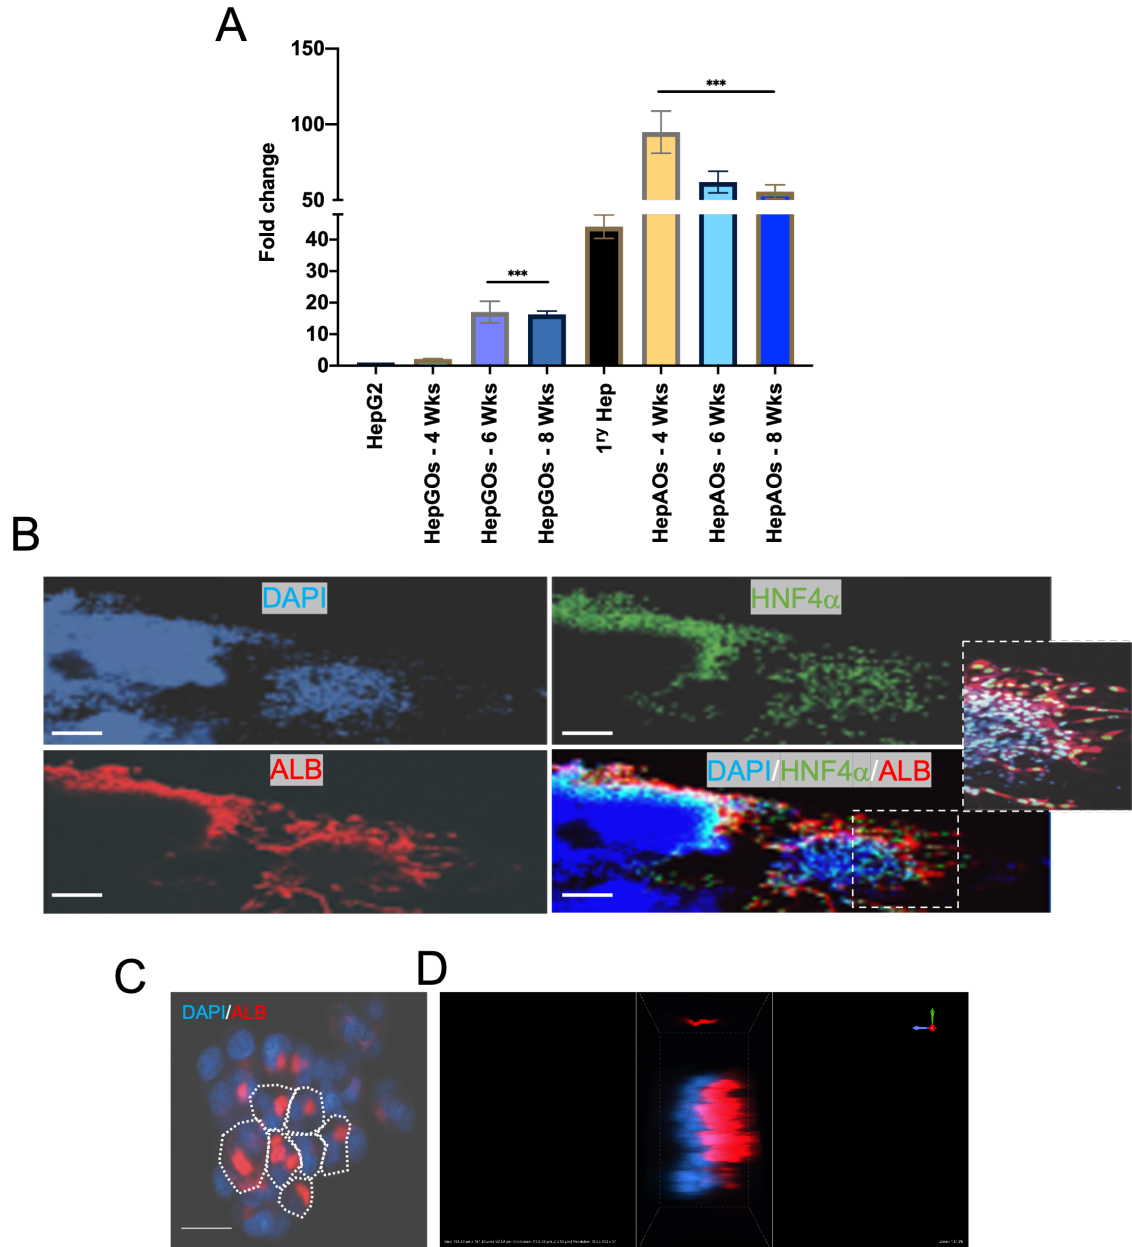 A
150
100
50
40
30
20
10
0
Fold change
***
***
HepG2
HepGOs - 4 Wks
HepGOs - 6 Wks
HepGOs - 8 Wks
1ry Hep
HepAOs - 4 Wks
HepAOs - 6 Wks
HepAOs - 8 Wks
B
DAPI
HNF4α
ALB
DAPI/HNF4α/ALB
C
DAPI/ALB
D